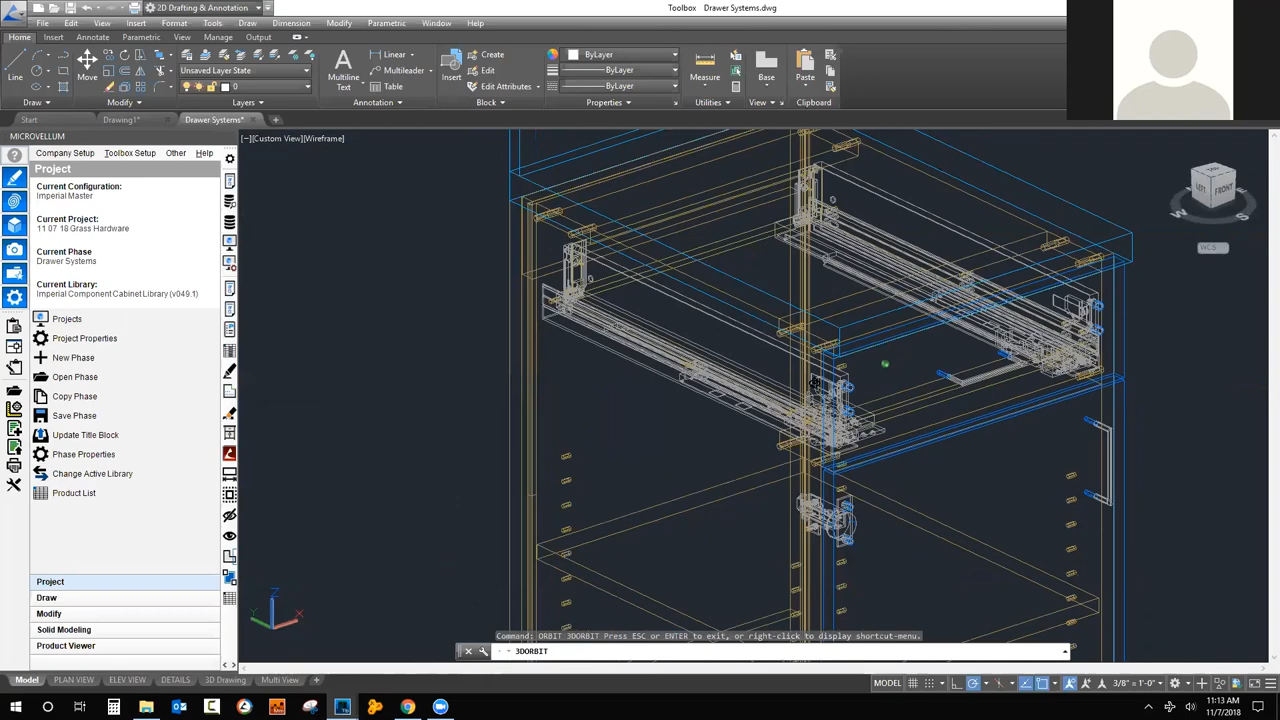 2D Drafting & Annotation
Toolbox Drawer Systems.dwg
File Edit View Insert Format Tools Draw Dimension Modify Parametric Window Help
Home Insert Annotate Parametric View Manage Output
Line
Move
Draw
Modify
Unsaved Layer State
0
Layers
Multiline
Text
Linear
Multileader
Table
Annotation
Insert
Create
Edit
Edit Attributes
Block
ByLayer
ByLayer
ByLayer
Properties
Measure
Utilities
Base
View
Paste
Clipboard
Start Drawing1* Drawer Systems*
MICROVELLUM
Company Setup Toolbox Setup Other Help
Project
Current Configuration:
Imperial Master
Current Project:
11 07 18 Grass Hardware
Current Phase
Drawer Systems
Current Library:
Imperial Component Cabinet Library (v049.1)
Projects
Project Properties
New Phase
Open Phase
Copy Phase
Save Phase
Update Title Block
Phase Properties
Change Active Library
Product List
Project
Draw
Modify
Solid Modeling
Product Viewer
[−][Custom View][Wireframe]
TOP
LEFT FRONT
W S
WCS
Z
Y X
Command: ORBIT 3DORBIT Press ESC or ENTER to exit, or right-click to display shortcut-menu.
3DORBIT
Model PLAN VIEW ELEV VIEW DETAILS 3D Drawing Multi View
MODEL 3/8" = 1'-0"
11:13 AM
11/7/2018